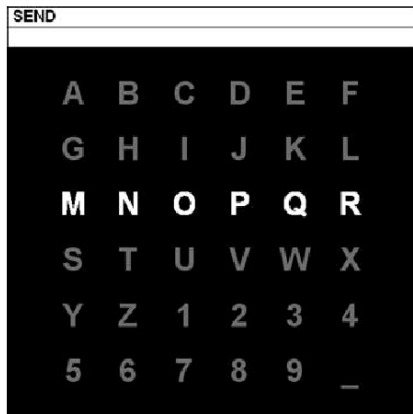 SEND
A B C D E F
G H I J K L
M N O P Q R
S T U V W X
Y Z 1 2 3 4
5 6 7 8 9 _